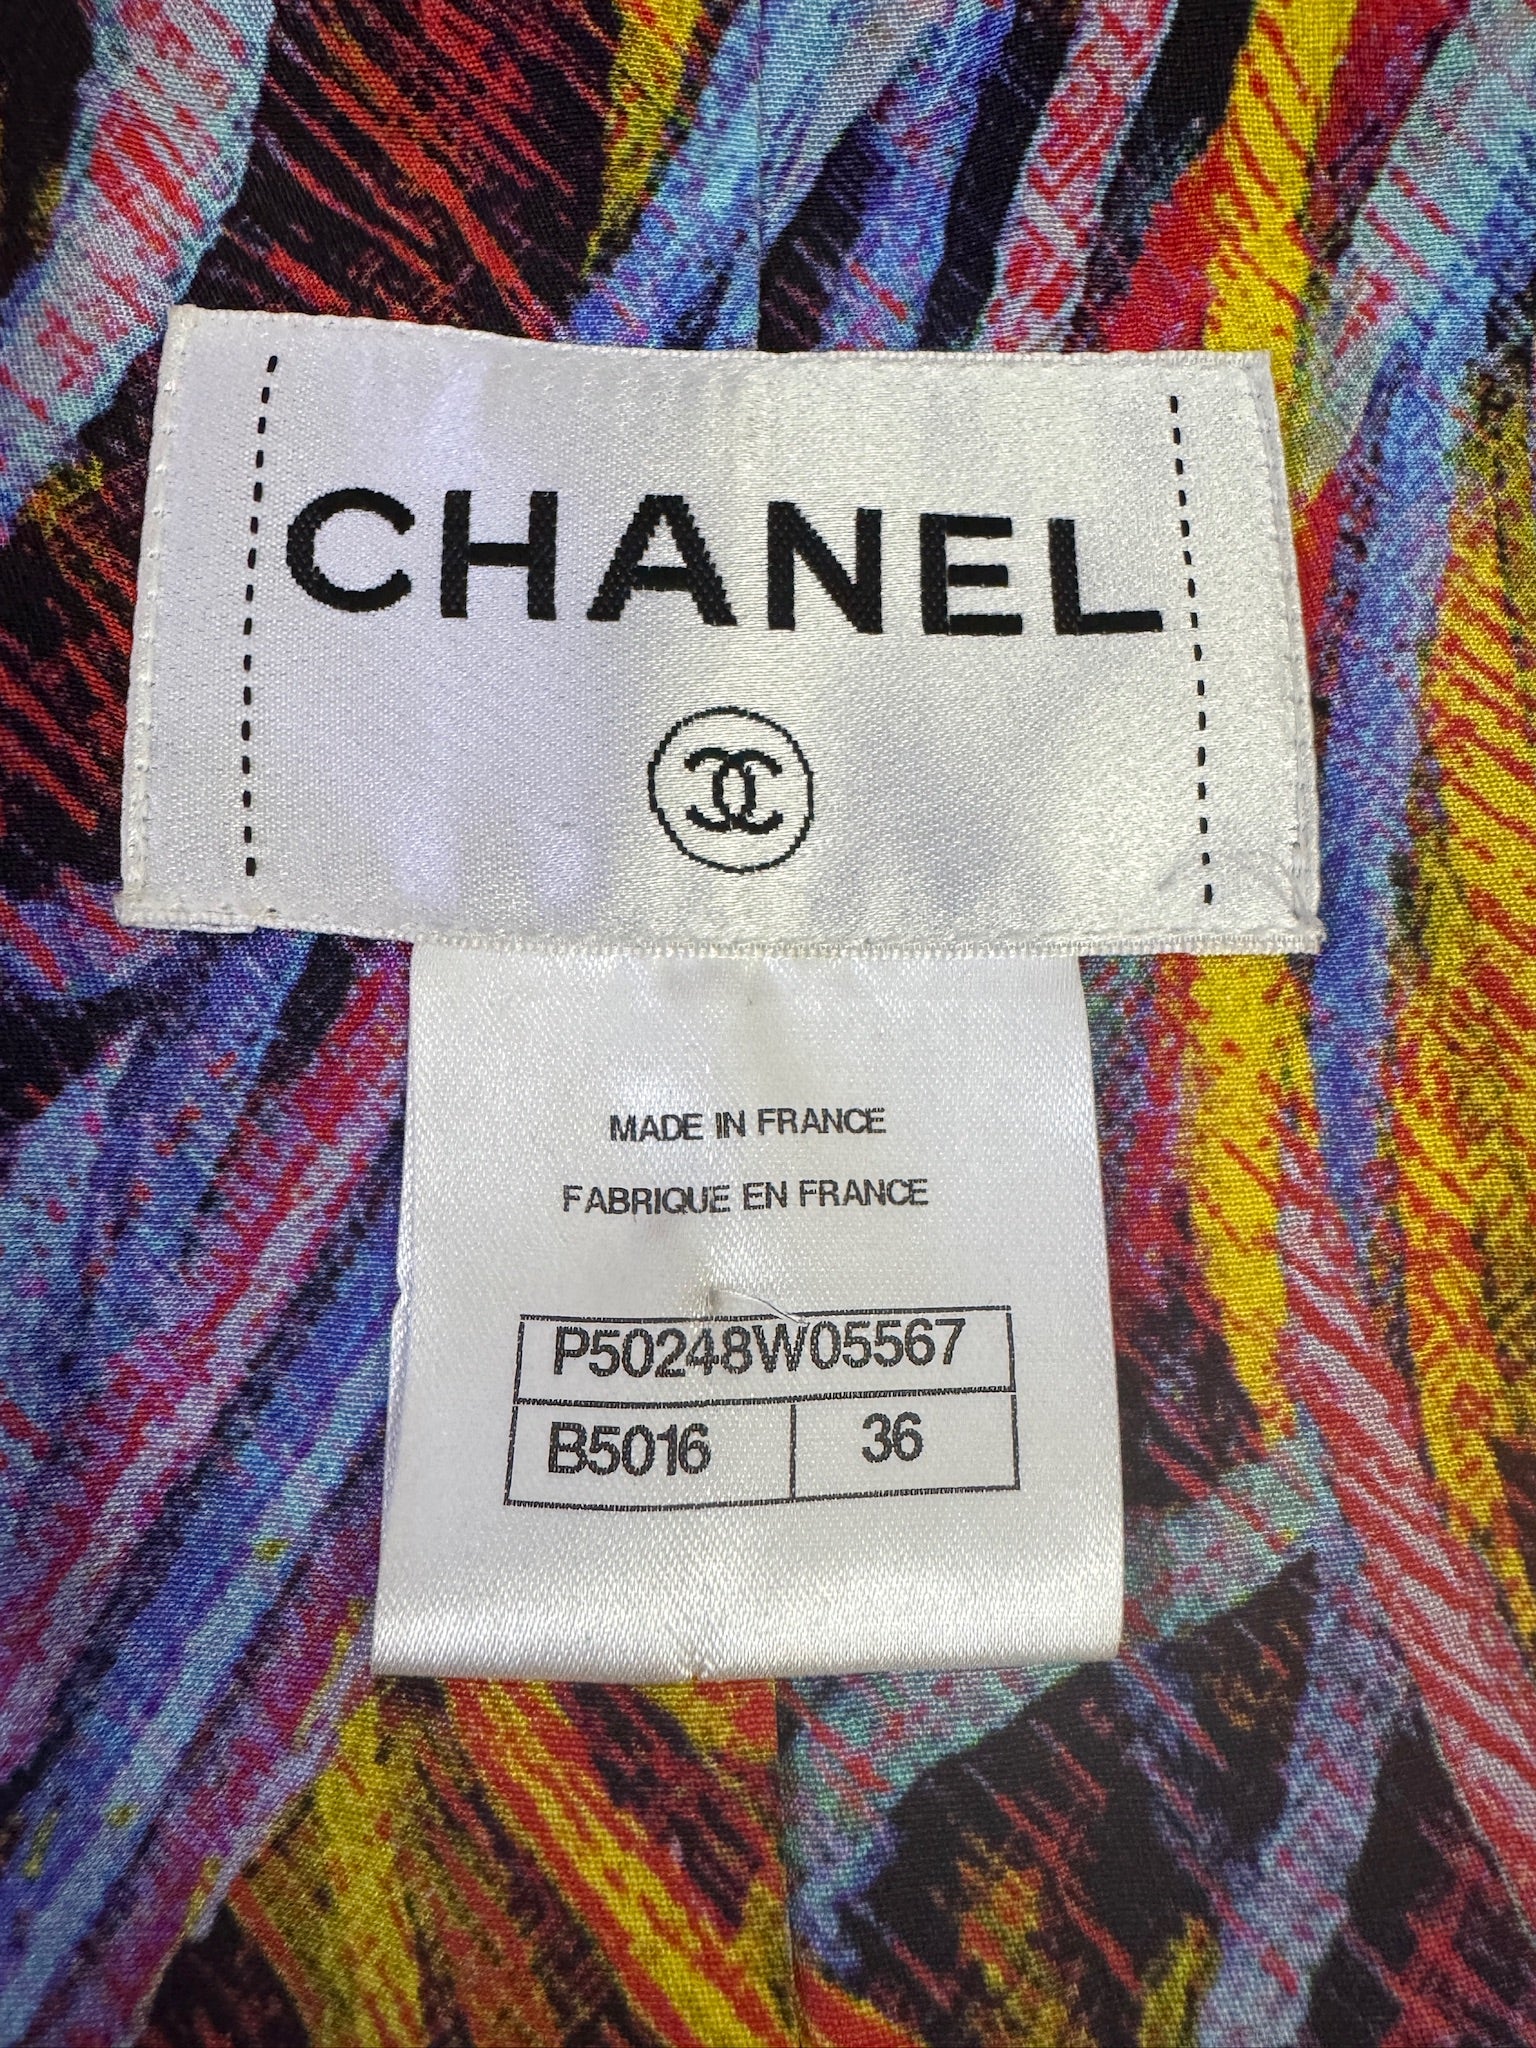 CHANEL
MADE IN FRANCE
FABRIQUE EN FRANCE
P50248W05567
B5016 36